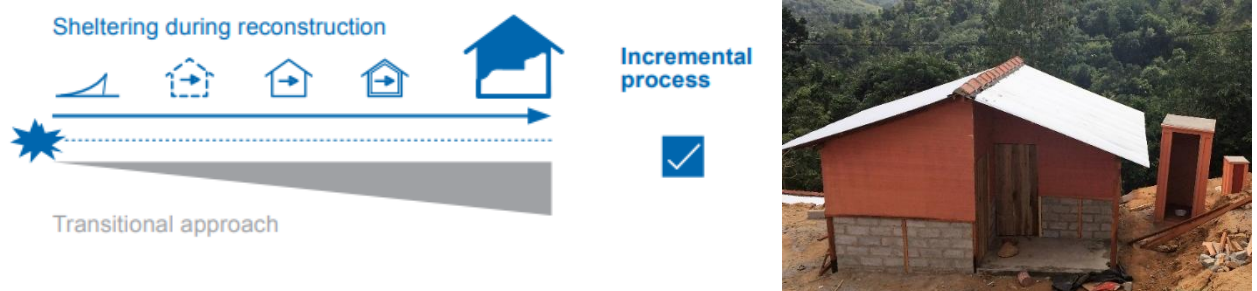 Sheltering during reconstruction
Incremental
process
Transitional approach